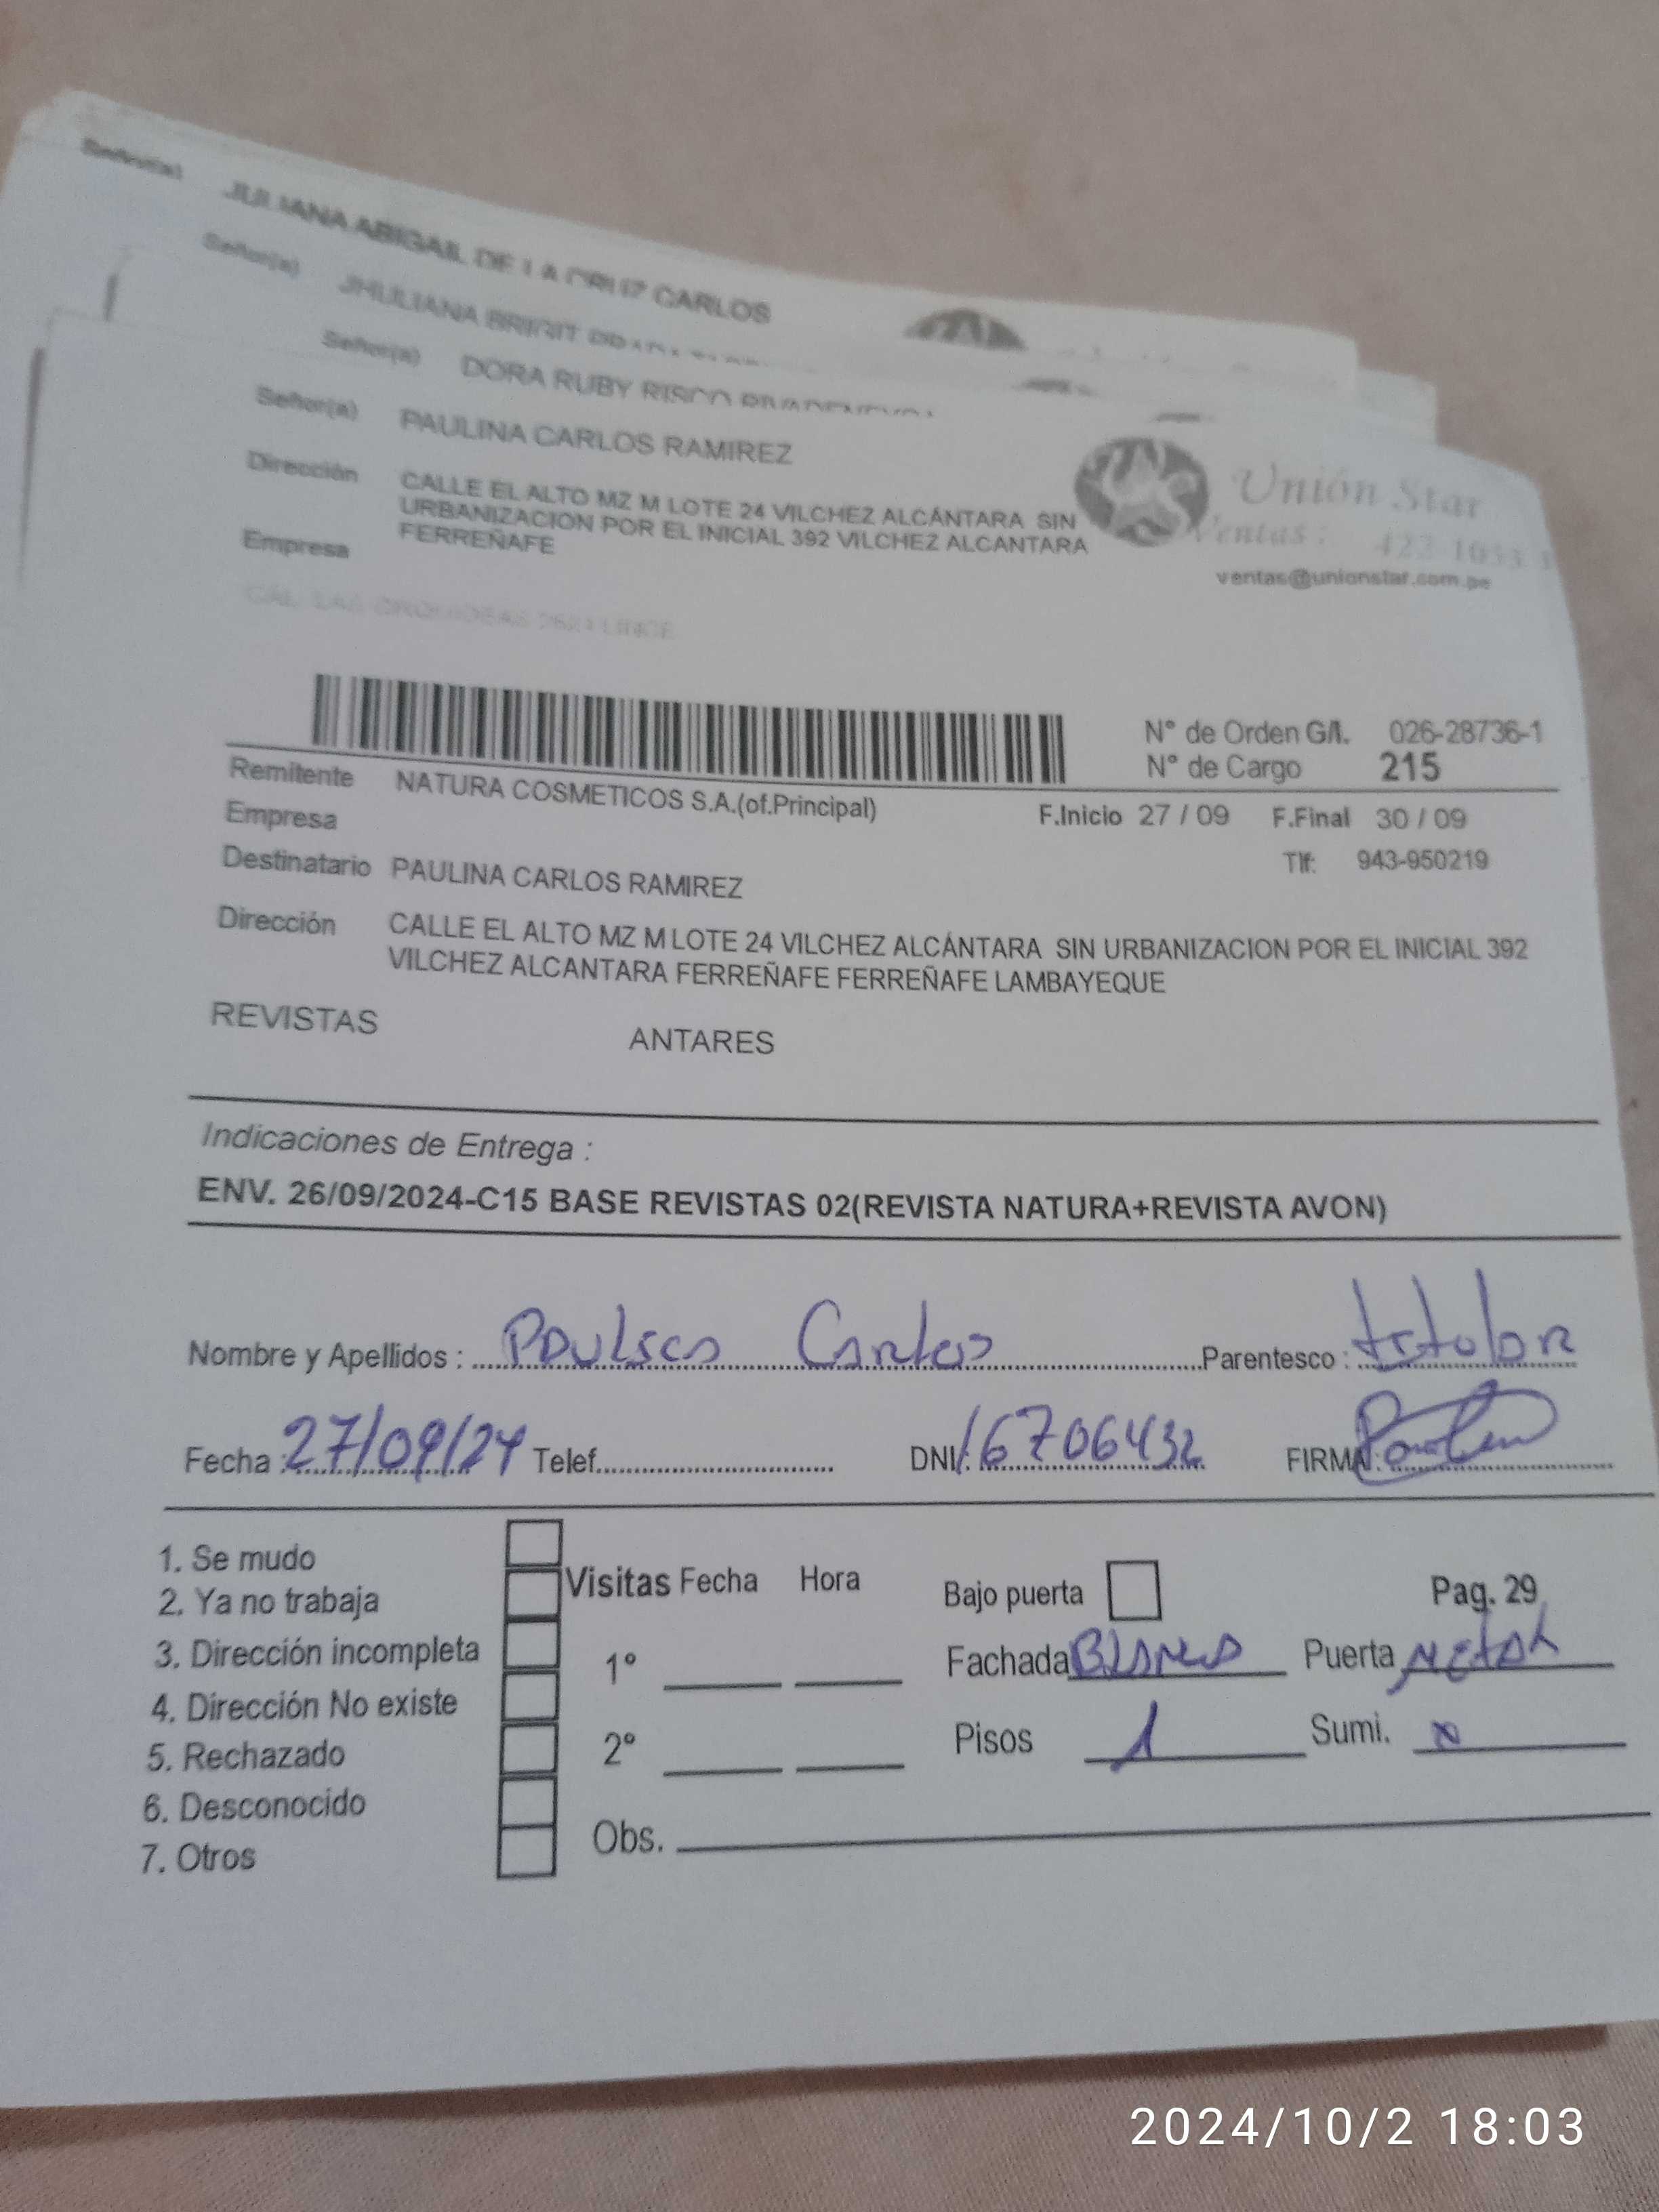 Señor(a) JULIANA ABIGAIL DE LA CRUZ CARLOS
Señor(a) JHULIANA BRIGIT
Señor(a) DORA RUBY RISCO
Señor(a) PAULINA CARLOS RAMIREZ
Dirección CALLE EL ALTO MZ M LOTE 24 VILCHEZ ALCÁNTARA SIN
URBANIZACION POR EL INICIAL 392 VILCHEZ ALCANTARA
FERREÑAFE
Empresa
Unión Star
Ventas: 422-1033
ventas@unionstar.com.pe
N° de Orden G/I. 026-28736-1
N° de Cargo 215
Remitente NATURA COSMETICOS S.A.(of.Principal)
F.Inicio 27 / 09 F.Final 30 / 09
Empresa
Tlf: 943-950219
Destinatario PAULINA CARLOS RAMIREZ
Dirección CALLE EL ALTO MZ M LOTE 24 VILCHEZ ALCÁNTARA SIN URBANIZACION POR EL INICIAL 392
VILCHEZ ALCANTARA FERREÑAFE FERREÑAFE LAMBAYEQUE
REVISTAS ANTARES
Indicaciones de Entrega :
ENV. 26/09/2024-C15 BASE REVISTAS 02(REVISTA NATURA+REVISTA AVON)
Nombre y Apellidos : Carlos Parentesco : titular
Fecha : 27/09/24 Telef. DNI: 16706432 FIRMA:
1. Se mudo
2. Ya no trabaja
3. Dirección incompleta
4. Dirección No existe
5. Rechazado
6. Desconocido
7. Otros
Visitas Fecha Hora
1°
2°
Obs.
Bajo puerta Pag. 29
Fachada Blanco Puerta Metal
Pisos 1 Sumi. x
2024/10/2 18:03